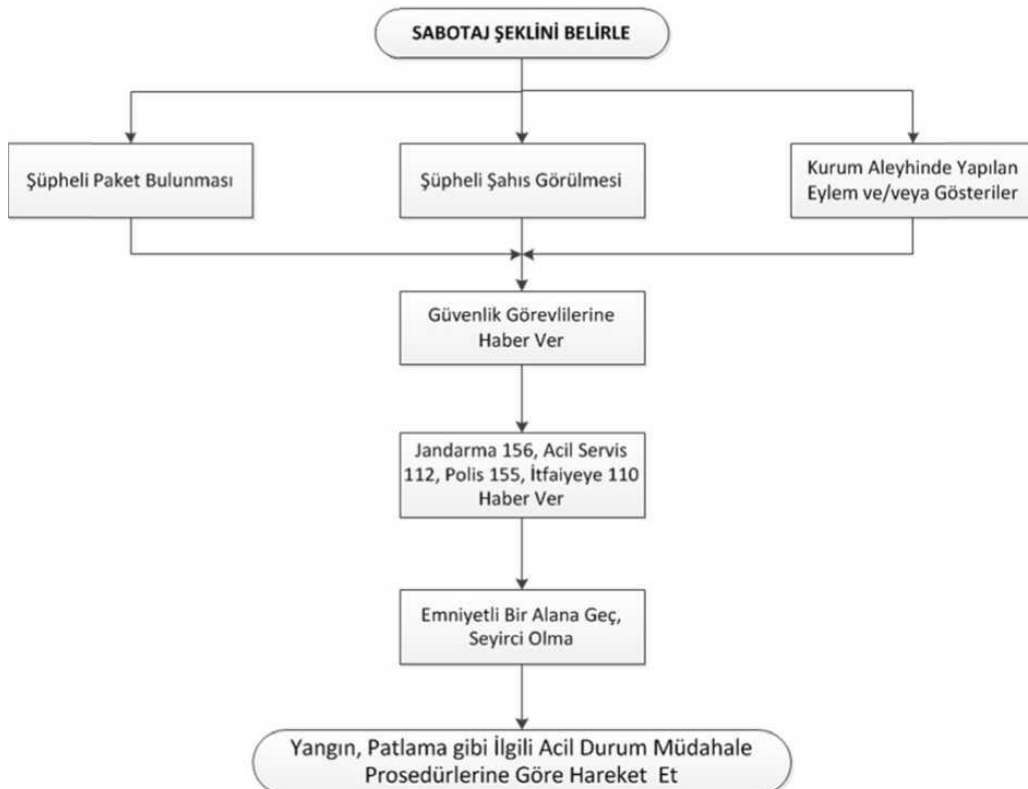 SABOTAJ ŞEKLİNİ BELİRLE
Şüpheli Paket Bulunması
Şüpheli Şahıs Görülmesi
Kurum Aleyhinde Yapılan
Eylem ve/veya Gösteriler
Güvenlik Görevlilerine
Haber Ver
Jandarma 156, Acil Servis
112, Polis 155, İtfaiyeye 110
Haber Ver
Emniyetli Bir Alana Geç,
Seyirci Olma
Yangın, Patlama gibi İlgili Acil Durum Müdahale
Prosedürlerine Göre Hareket Et